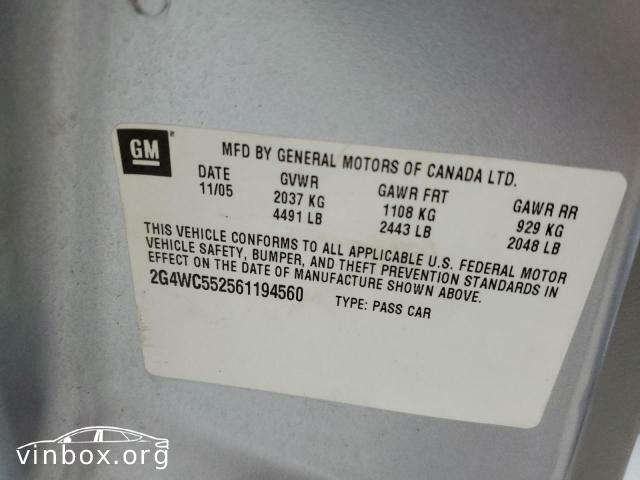 GM
MFD BY GENERAL MOTORS OF CANADA LTD.
DATE GVWR GAWR FRT GAWR RR
11/05 2037 KG 1108 KG 929 KG
4491 LB 2443 LB 2048 LB
THIS VEHICLE CONFORMS TO ALL APPLICABLE U.S. FEDERAL MOTOR
VEHICLE SAFETY, BUMPER, AND THEFT PREVENTION STANDARDS IN
EFFECT ON THE DATE OF MANUFACTURE SHOWN ABOVE.
2G4WC552561194560 TYPE: PASS CAR
vinbox.org